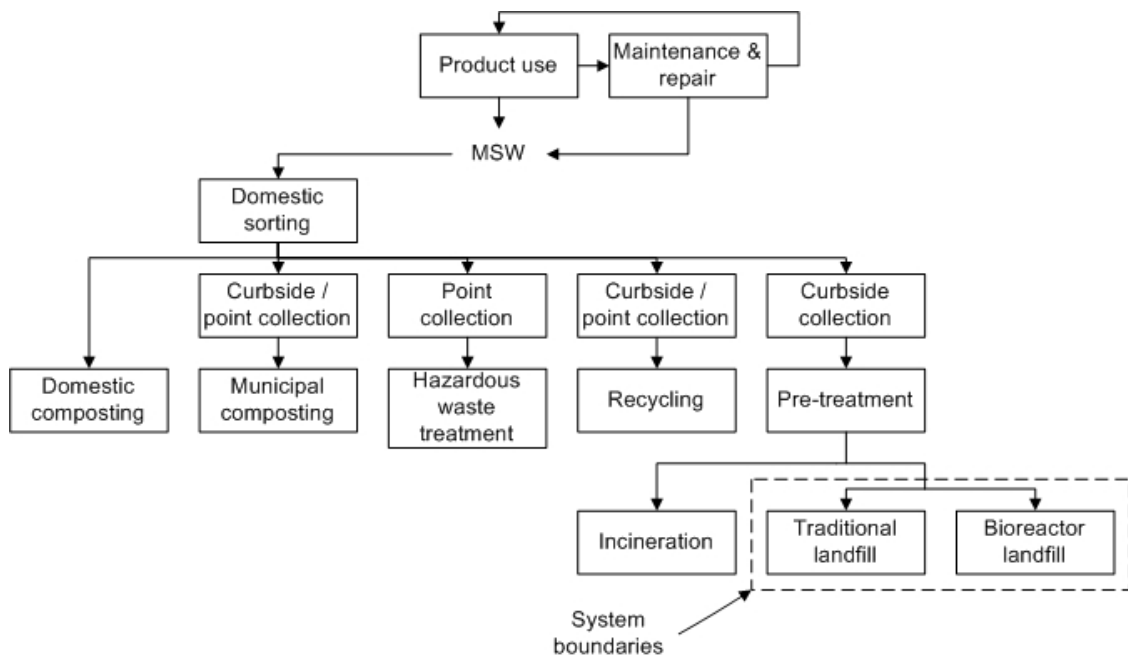 Product use
Maintenance &
repair
MSW
Domestic
sorting
Curbside /
point collection
Point
collection
Curbside /
point collection
Curbside
collection
Domestic
composting
Municipal
composting
Hazardous
waste
treatment
Recycling
Pre-treatment
Incineration
Traditional
landfill
Bioreactor
landfill
System
boundaries